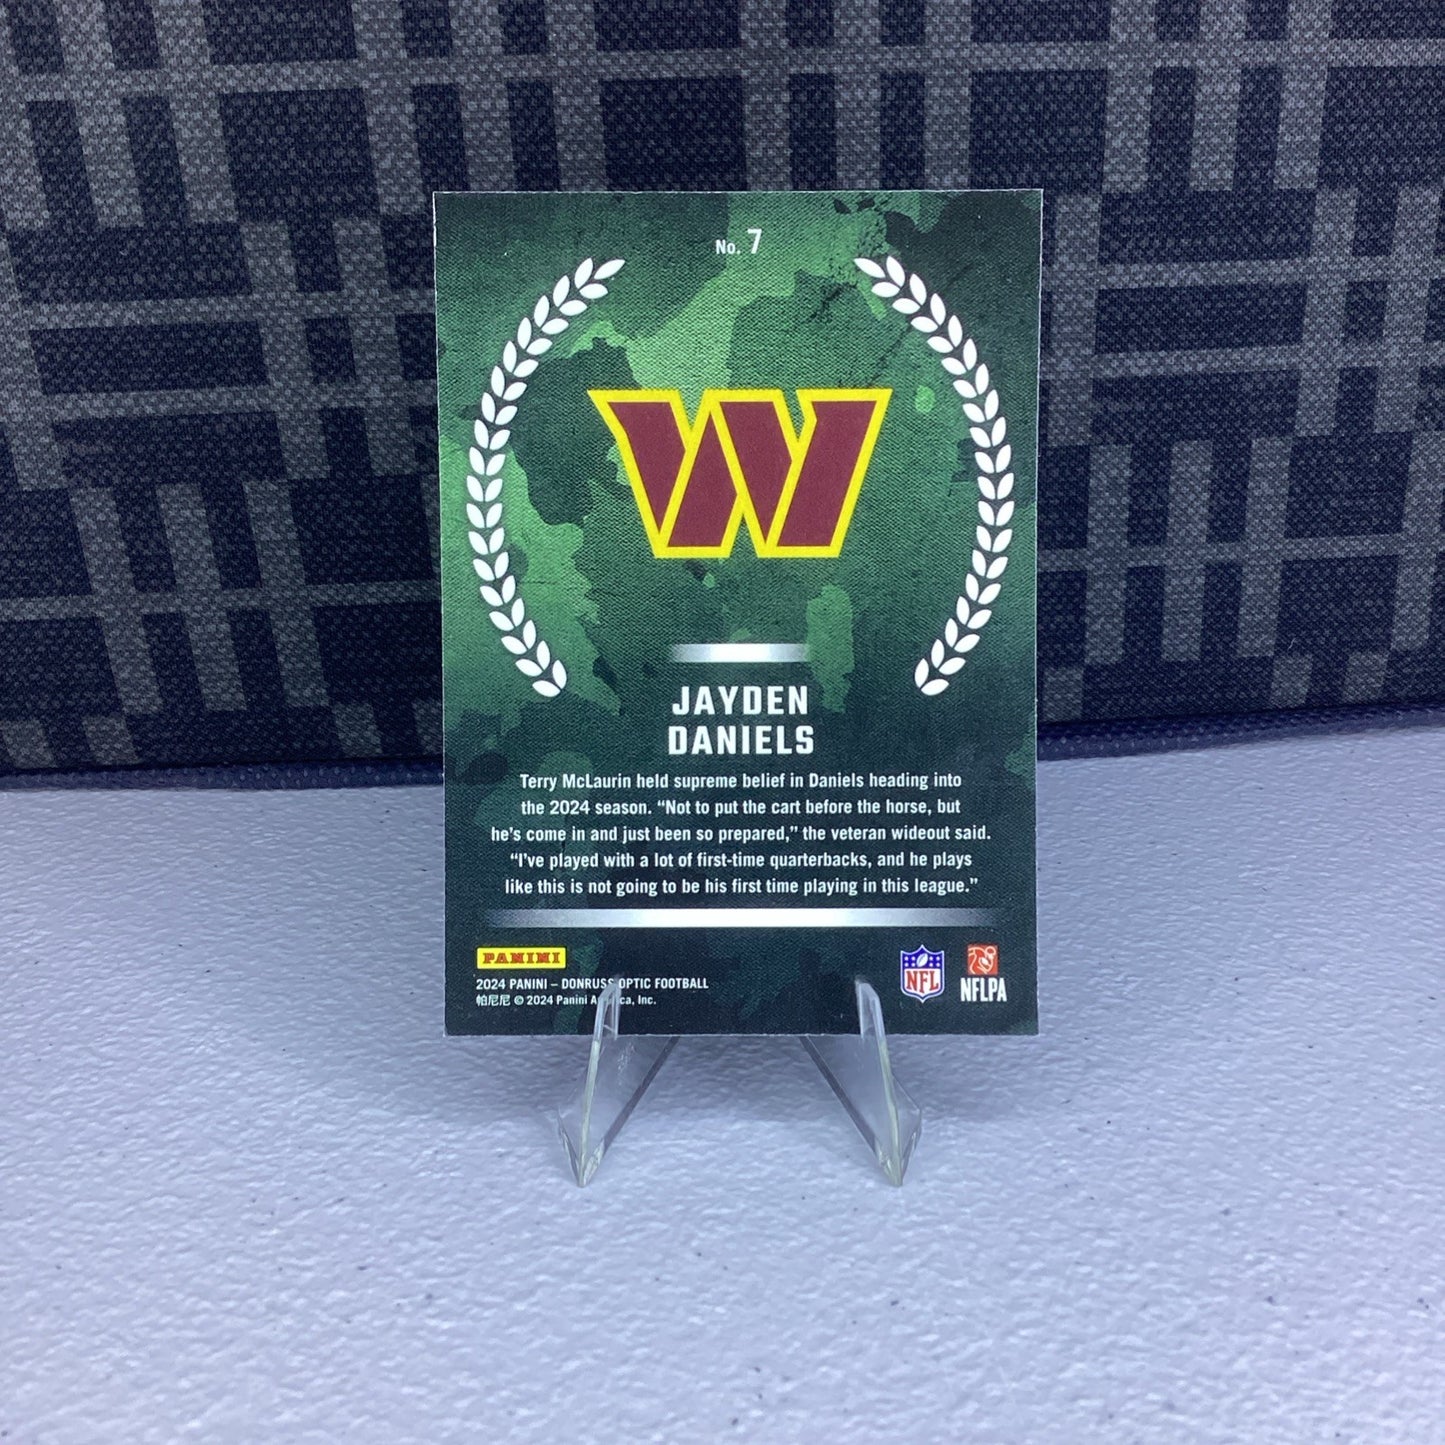 No. 7
W
JAYDEN
DANIELS
Terry McLaurin held supreme belief in Daniels heading into
the 2024 season. “Not to put the cart before the horse, but
he’s come in and just been so prepared,” the veteran wideout said.
“I’ve played with a lot of first-time quarterbacks, and he plays
like this is not going to be his first time playing in this league.”
PANINI
2024 PANINI – DONRUSS OPTIC FOOTBALL
帕尼尼 © 2024 Panini America, Inc.
NFL
NFLPA